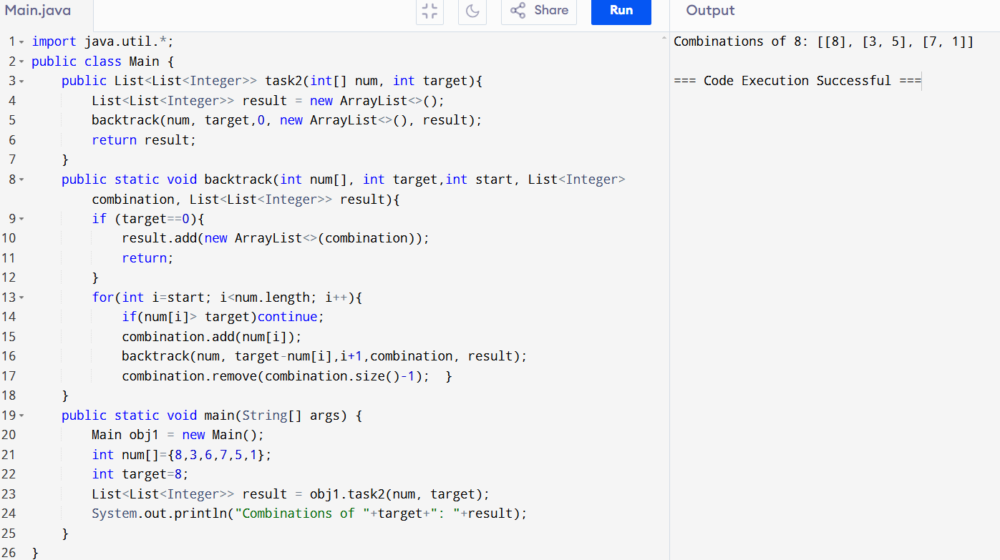 Main.java
Share
Run
Output
1 import java.util.*;
2 public class Main {
3     public List<List<Integer>> task2(int[] num, int target){
4         List<List<Integer>> result = new ArrayList<>();
5         backtrack(num, target,0, new ArrayList<>(), result);
6         return result;
7     }
8     public static void backtrack(int num[], int target,int start, List<Integer>
        combination, List<List<Integer>> result){
9         if (target==0){
10             result.add(new ArrayList<>(combination));
11             return;
12         }
13         for(int i=start; i<num.length; i++){
14             if(num[i]> target)continue;
15             combination.add(num[i]);
16             backtrack(num, target-num[i],i+1,combination, result);
17             combination.remove(combination.size()-1);  }
18     }
19     public static void main(String[] args) {
20         Main obj1 = new Main();
21         int num[]={8,3,6,7,5,1};
22         int target=8;
23         List<List<Integer>> result = obj1.task2(num, target);
24         System.out.println("Combinations of "+target+": "+result);
25     }
26 }
Combinations of 8: [[8], [3, 5], [7, 1]]
=== Code Execution Successful ===